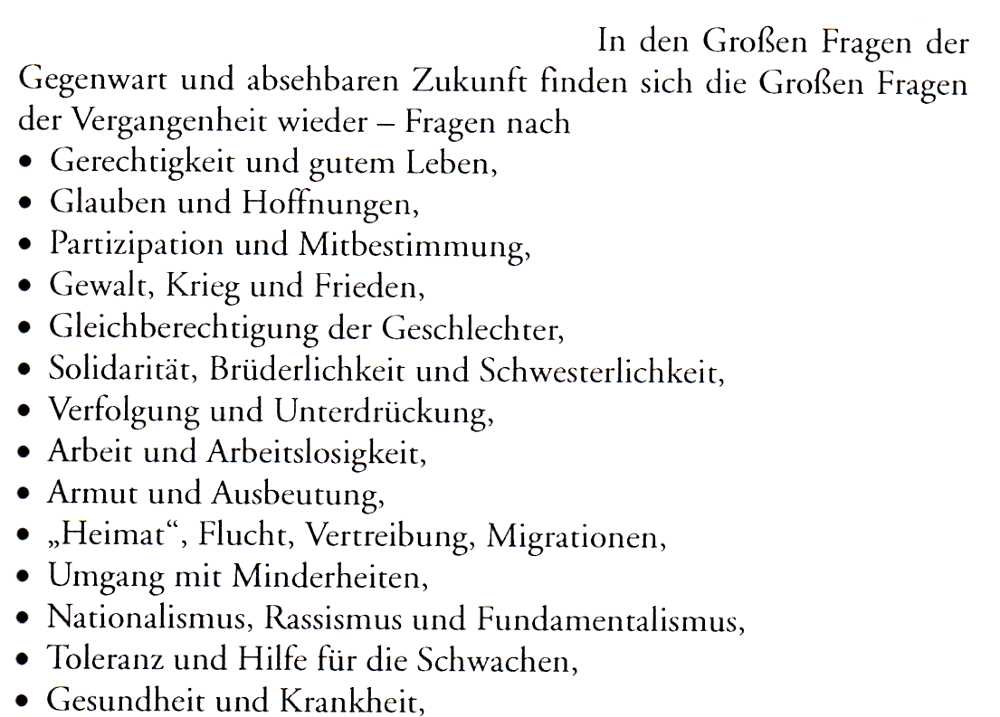 In den Großen Fragen der
Gegenwart und absehbaren Zukunft finden sich die Großen Fragen
der Vergangenheit wieder – Fragen nach
• Gerechtigkeit und gutem Leben,
• Glauben und Hoffnungen,
• Partizipation und Mitbestimmung,
• Gewalt, Krieg und Frieden,
• Gleichberechtigung der Geschlechter,
• Solidarität, Brüderlichkeit und Schwesterlichkeit,
• Verfolgung und Unterdrückung,
• Arbeit und Arbeitslosigkeit,
• Armut und Ausbeutung,
• „Heimat“, Flucht, Vertreibung, Migrationen,
• Umgang mit Minderheiten,
• Nationalismus, Rassismus und Fundamentalismus,
• Toleranz und Hilfe für die Schwachen,
• Gesundheit und Krankheit,